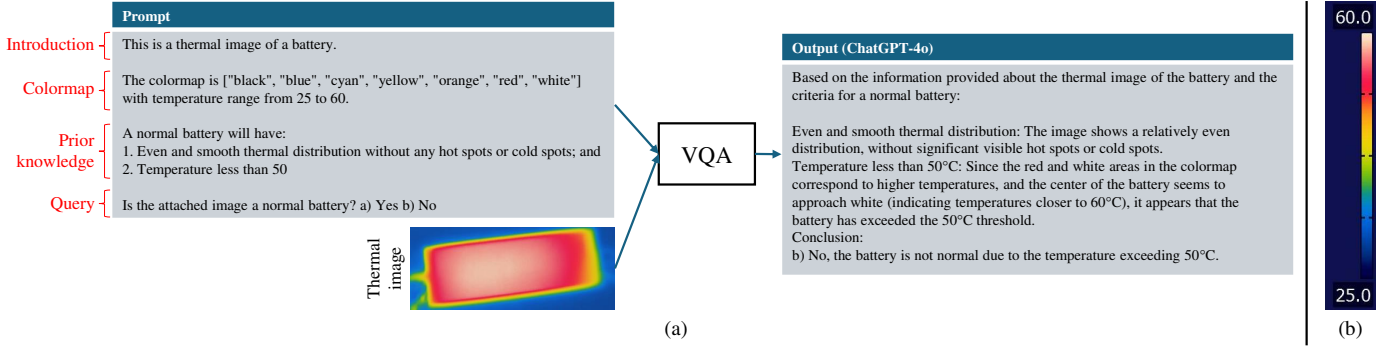 Prompt
Introduction
This is a thermal image of a battery.
Colormap
The colormap is ["black", "blue", "cyan", "yellow", "orange", "red", "white"]
with temperature range from 25 to 60.
Prior
knowledge
A normal battery will have:
1. Even and smooth thermal distribution without any hot spots or cold spots; and
2. Temperature less than 50
Query
Is the attached image a normal battery? a) Yes b) No
Thermal
image
VQA
Output (ChatGPT-4o)
Based on the information provided about the thermal image of the battery and the
criteria for a normal battery:
Even and smooth thermal distribution: The image shows a relatively even
distribution, without significant visible hot spots or cold spots.
Temperature less than 50°C: Since the red and white areas in the colormap
correspond to higher temperatures, and the center of the battery seems to
approach white (indicating temperatures closer to 60°C), it appears that the
battery has exceeded the 50°C threshold.
Conclusion:
b) No, the battery is not normal due to the temperature exceeding 50°C.
(a)
60.0
25.0
(b)